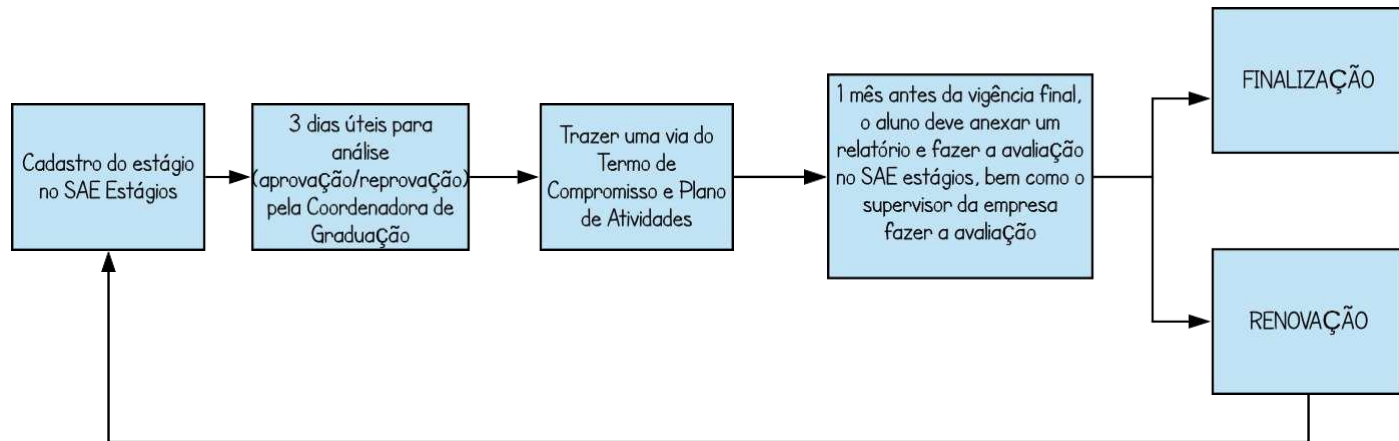 Cadastro do estágio
no SAE Estágios
3 dias úteis para
análise
(aprovação/reprovação)
pela Coordenadora de
Graduação
Trazer uma via do
Termo de
Compromisso e Plano
de Atividades
1 mês antes da vigência final,
o aluno deve anexar um
relatório e fazer a avaliação
no SAE estágios, bem como o
supervisor da empresa
fazer a avaliação
FINALIZAÇÃO
RENOVAÇÃO